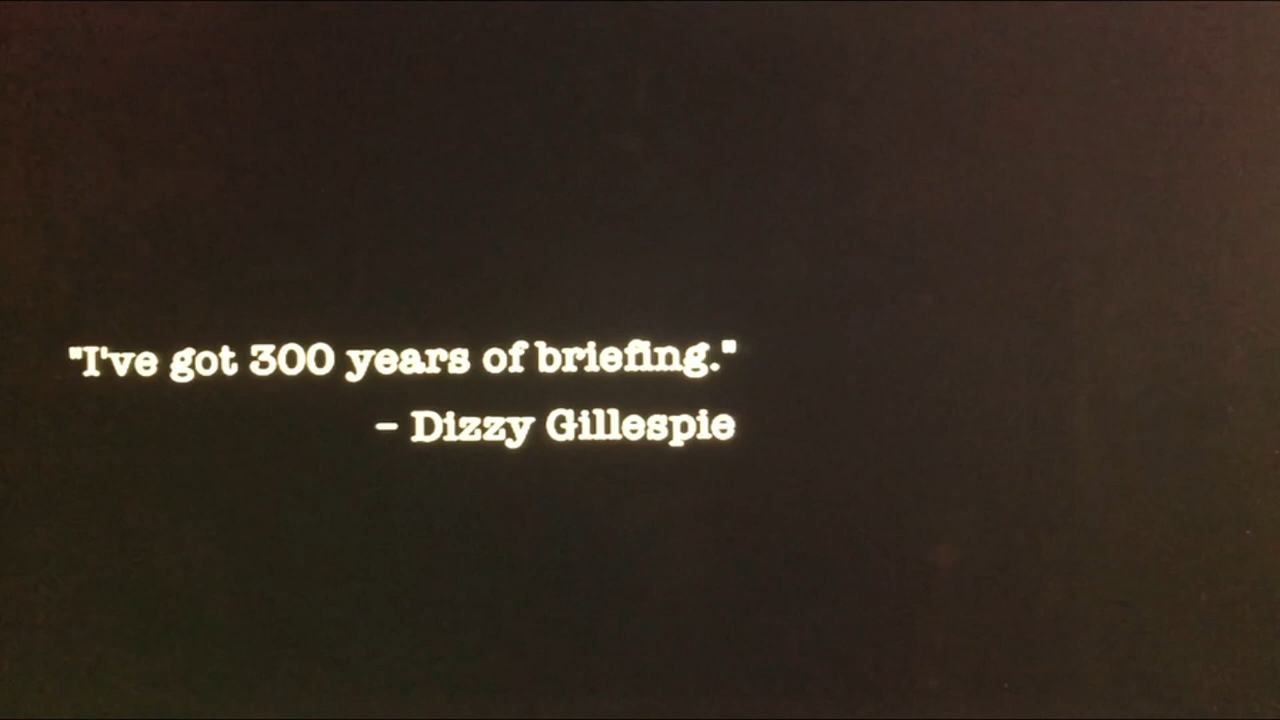 "I've got 300 years of briefing."
– Dizzy Gillespie